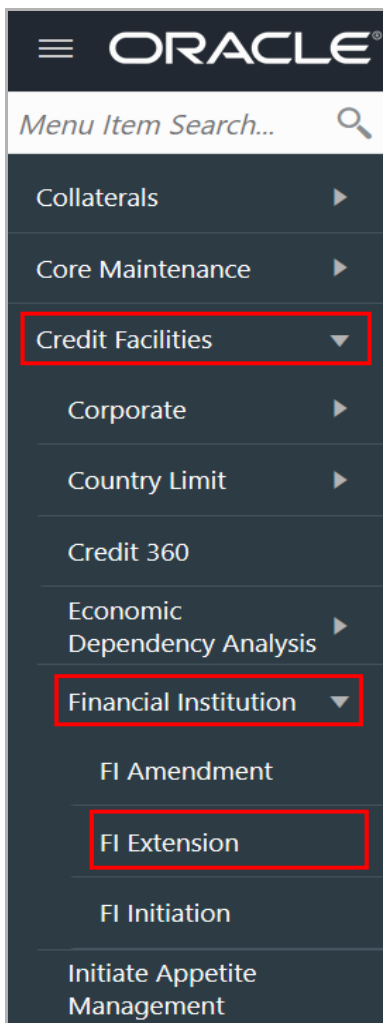 ORACLE®
Menu Item Search...
Collaterals
Core Maintenance
Credit Facilities
Corporate
Country Limit
Credit 360
Economic
Dependency Analysis
Financial Institution
FI Amendment
FI Extension
FI Initiation
Initiate Appetite
Management